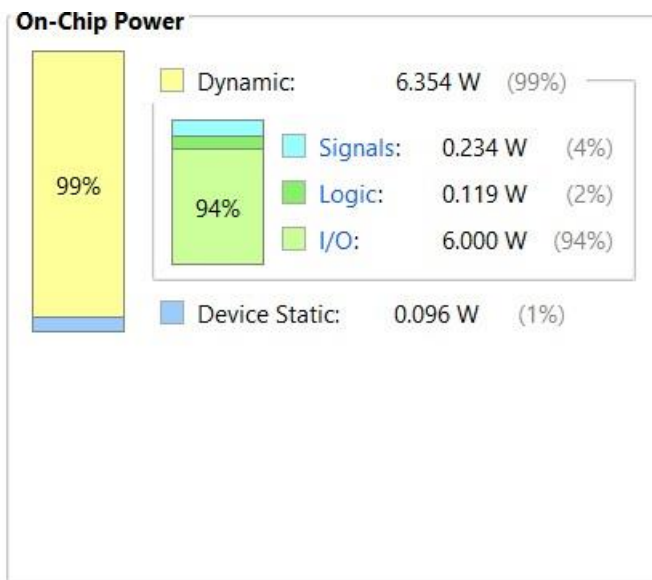 On-Chip Power
Dynamic: 6.354 W (99%)
99%
Signals: 0.234 W (4%)
Logic: 0.119 W (2%)
94%
I/O: 6.000 W (94%)
Device Static: 0.096 W (1%)